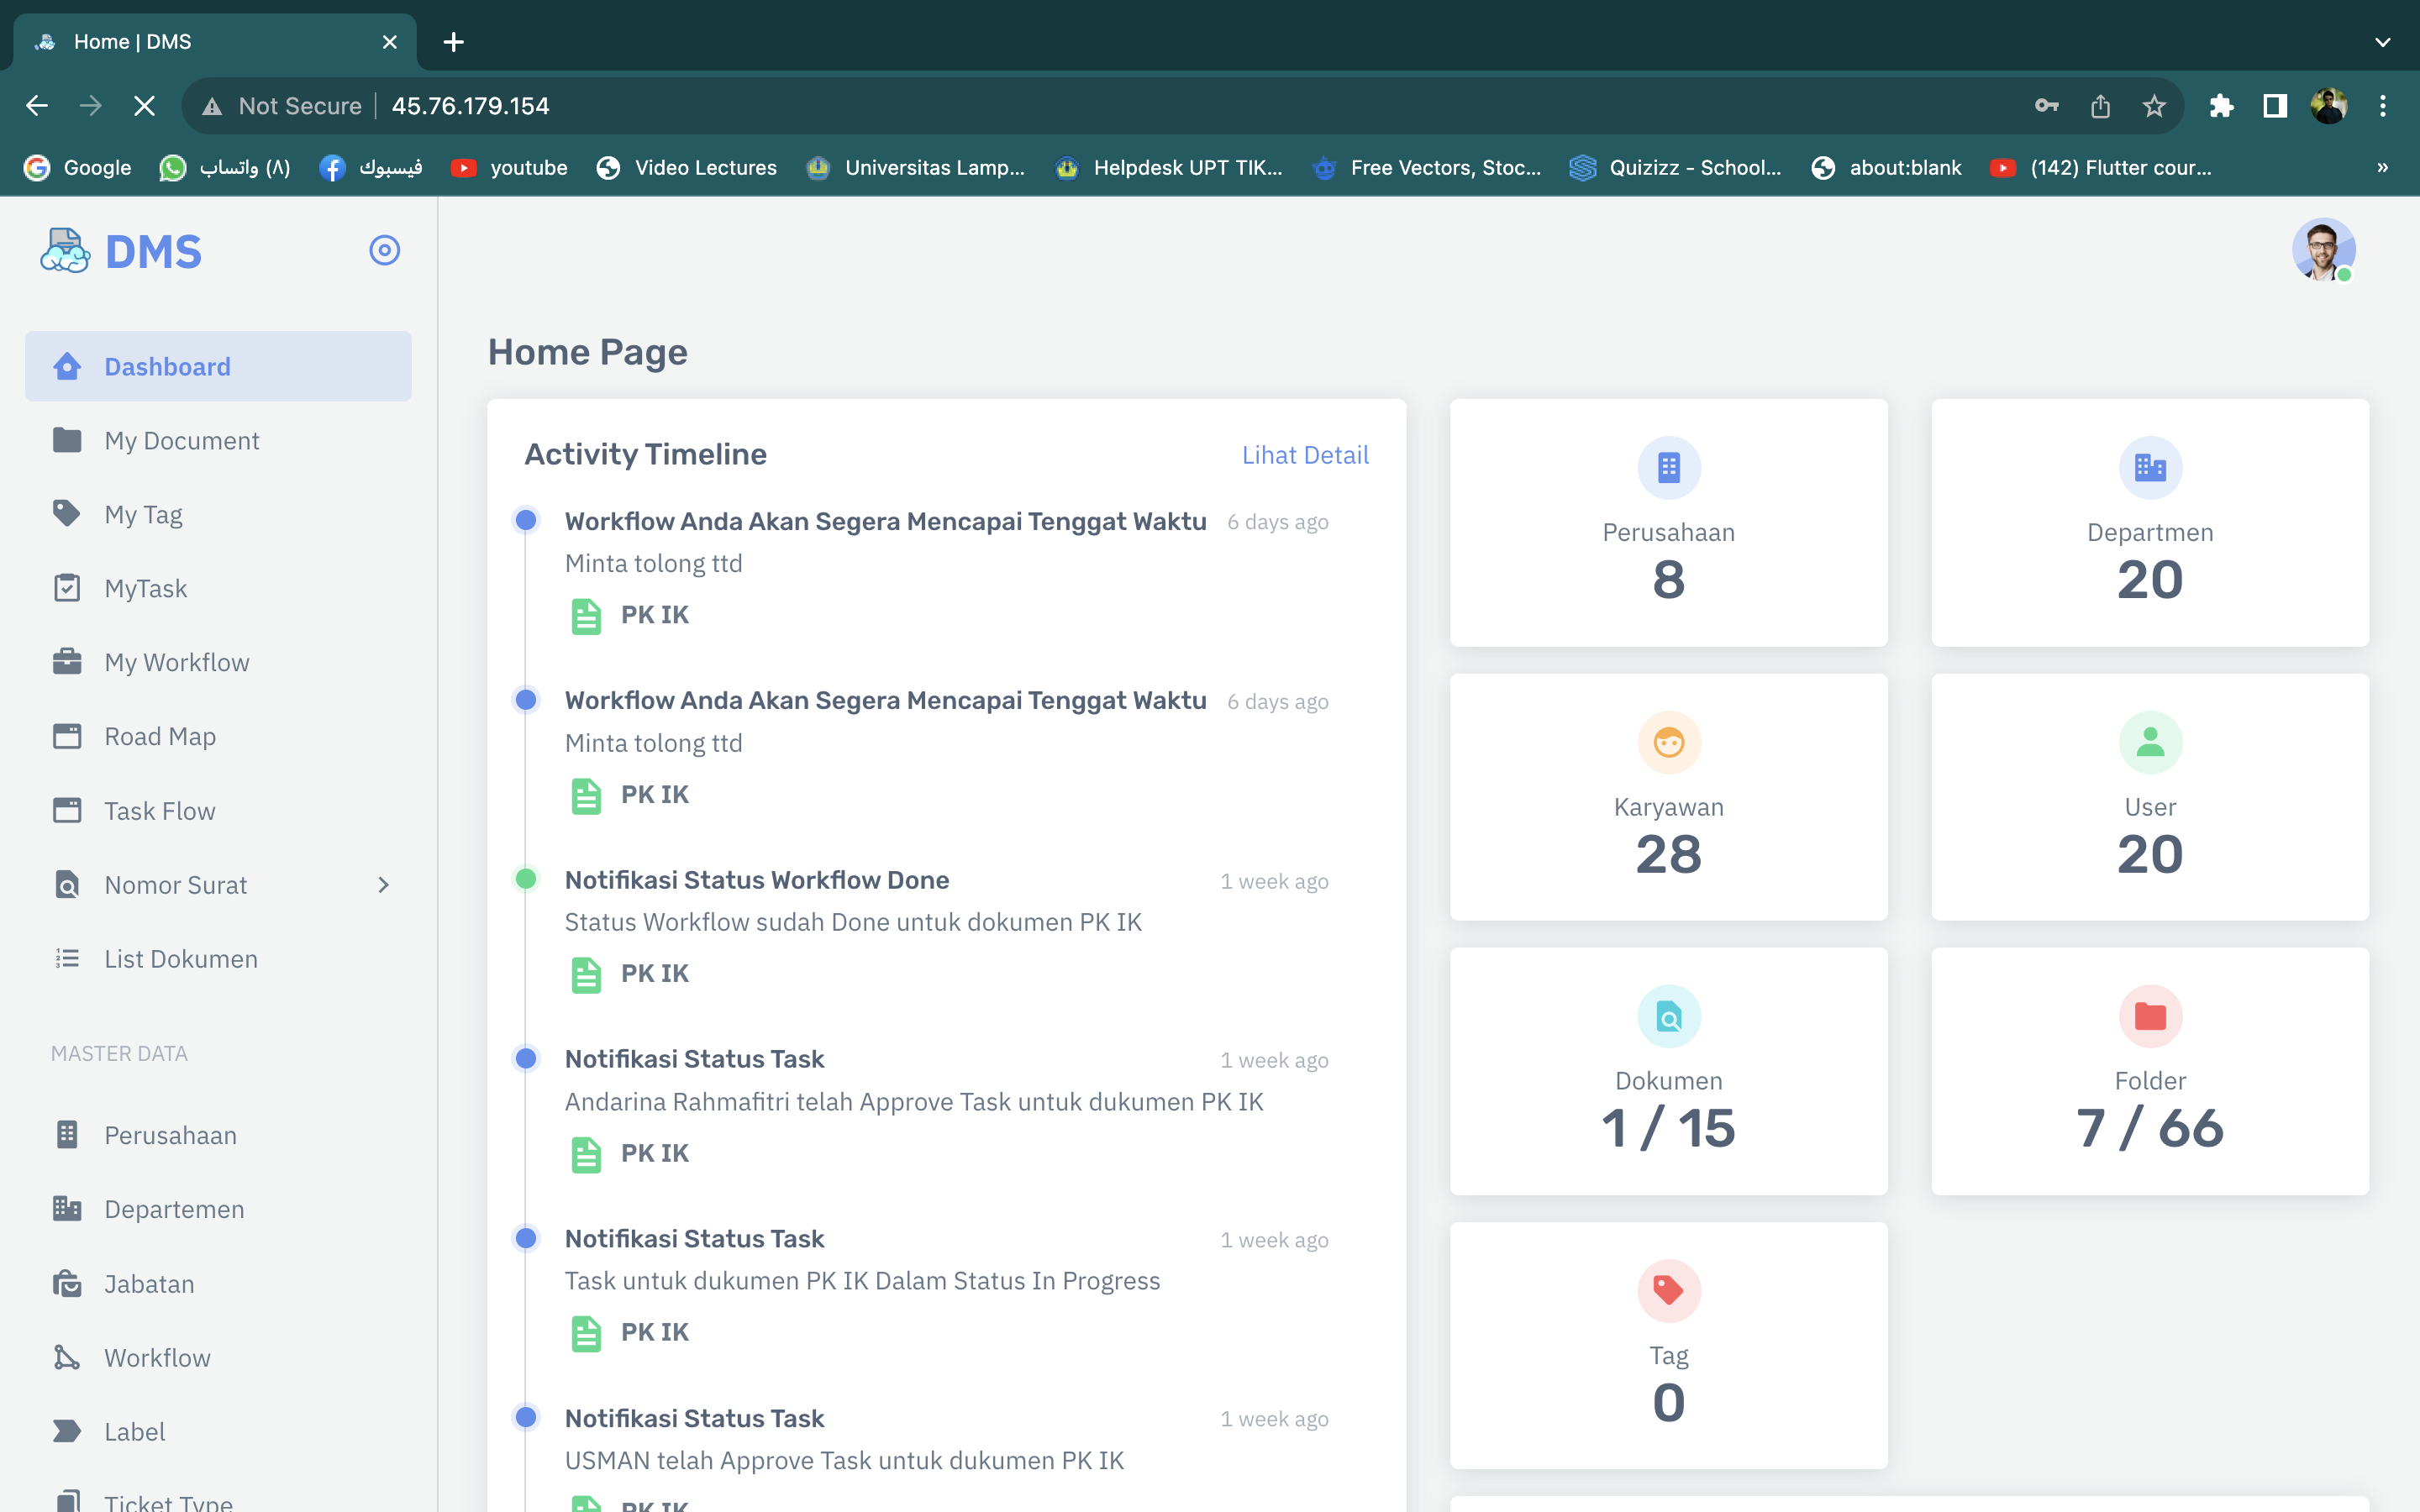 Home | DMS
Not Secure
45.76.179.154
Google
(٨) واتساب
فيسبوك
youtube
Video Lectures
Universitas Lamp...
Helpdesk UPT TIK...
Free Vectors, Stoc...
Quizizz - School...
about:blank
(142) Flutter cour...
»
DMS
Dashboard
My Document
My Tag
MyTask
My Workflow
Road Map
Task Flow
Nomor Surat
List Dokumen
MASTER DATA
Perusahaan
Departemen
Jabatan
Workflow
Label
Ticket Type
Home Page
Activity Timeline
Lihat Detail
Workflow Anda Akan Segera Mencapai Tenggat Waktu 6 days ago
Minta tolong ttd
PK IK
Workflow Anda Akan Segera Mencapai Tenggat Waktu 6 days ago
Minta tolong ttd
PK IK
Notifikasi Status Workflow Done 1 week ago
Status Workflow sudah Done untuk dokumen PK IK
PK IK
Notifikasi Status Task 1 week ago
Andarina Rahmafitri telah Approve Task untuk dukumen PK IK
PK IK
Notifikasi Status Task 1 week ago
Task untuk dukumen PK IK Dalam Status In Progress
PK IK
Notifikasi Status Task 1 week ago
USMAN telah Approve Task untuk dukumen PK IK
PK IK
Perusahaan
8
Departmen
20
Karyawan
28
User
20
Dokumen
1 / 15
Folder
7 / 66
Tag
0